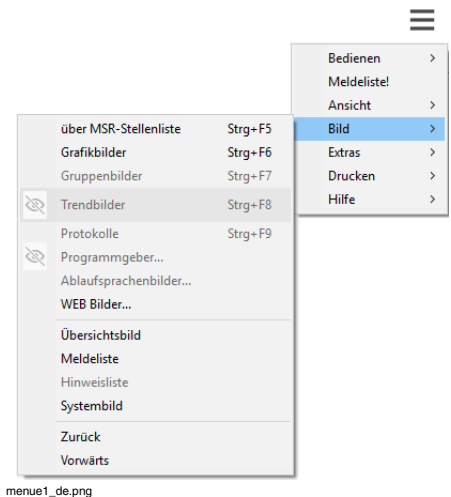 Bedienen
Meldeliste!
Ansicht
Bild
Extras
Drucken
Hilfe
über MSR-Stellenliste Strg+F5
Grafikbilder Strg+F6
Gruppenbilder Strg+F7
Trendbilder Strg+F8
Protokolle Strg+F9
Programmgeber...
Ablaufsprachenbilder...
WEB Bilder...
Übersichtsbild
Meldeliste
Hinweisliste
Systembild
Zurück
Vorwärts
menue1_de.png